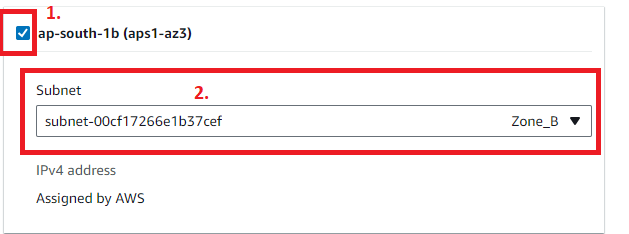 1.
ap-south-1b (aps1-az3)
2.
Subnet
subnet-00cf17266e1b37cef Zone_B
IPv4 address
Assigned by AWS